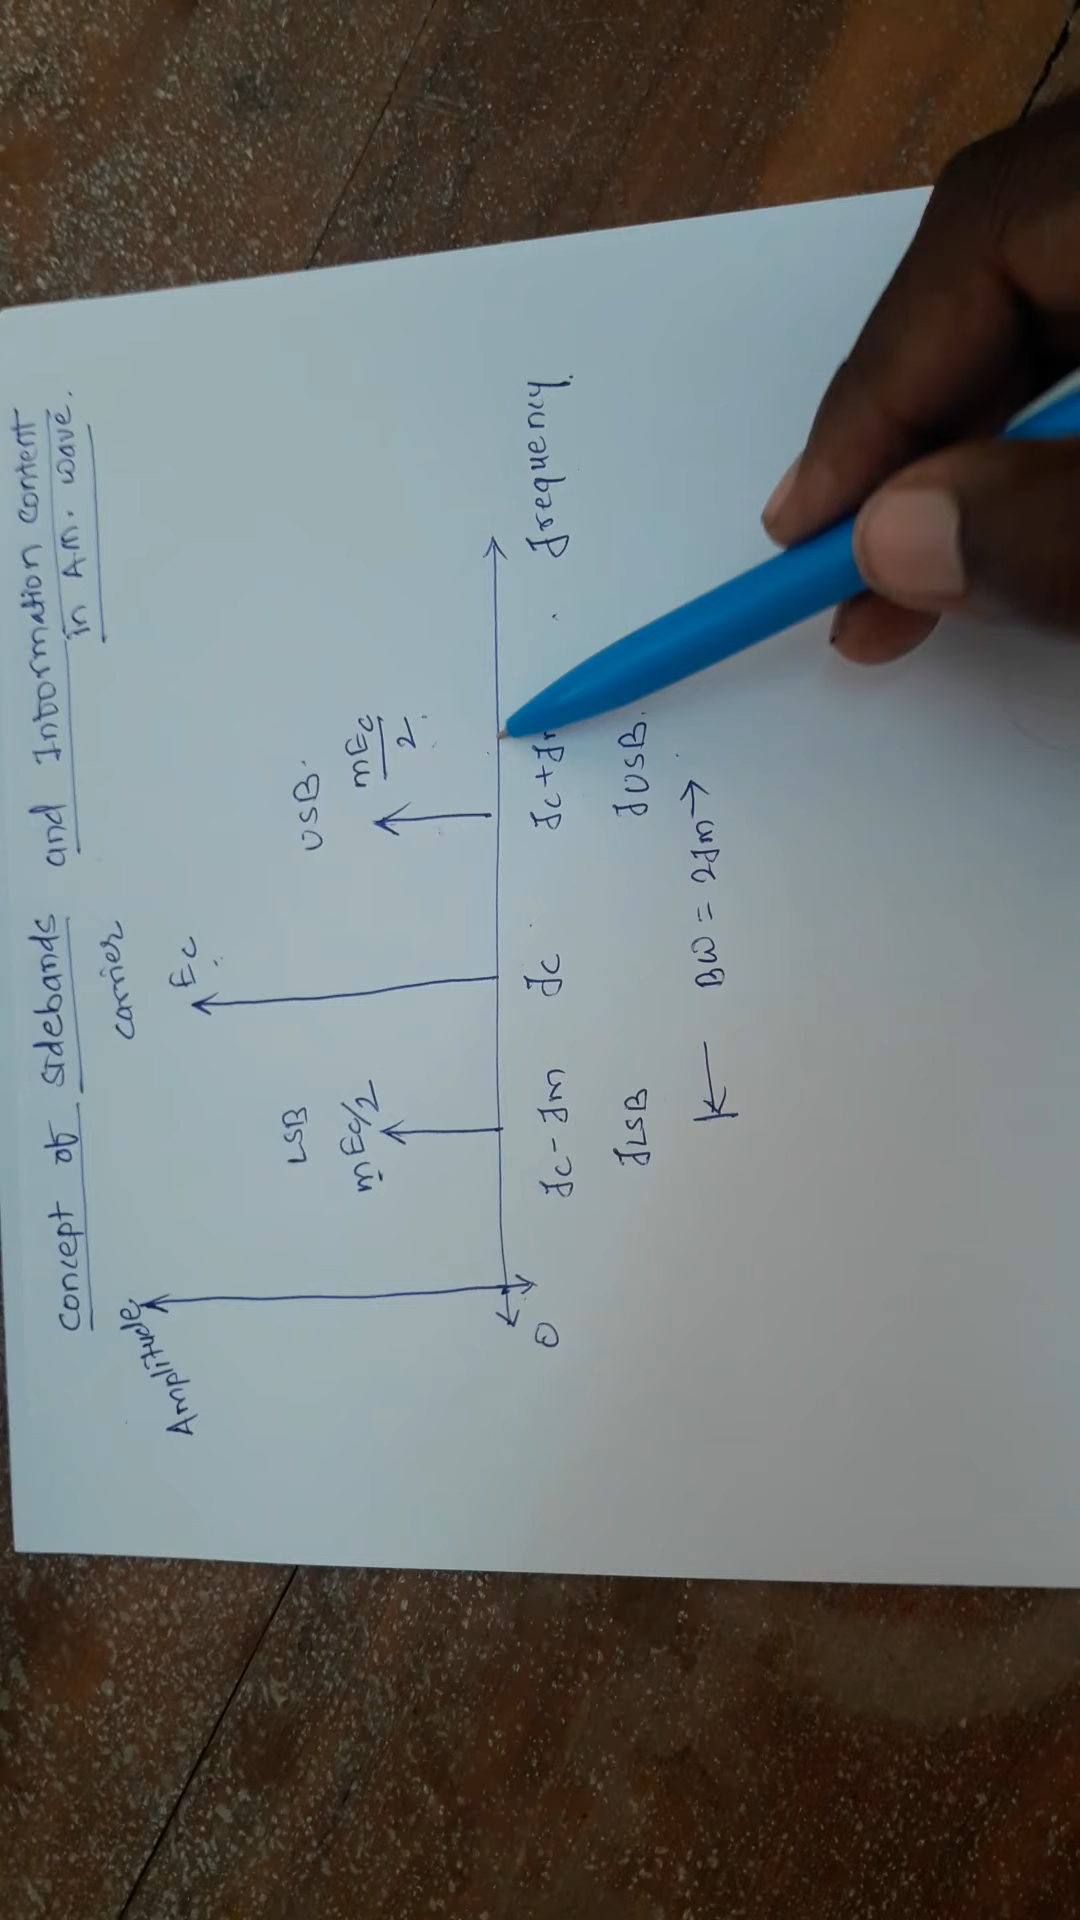 Concept of sidebands and Information content
in A.M. wave.
Amplitude
carrier
Ec
LSB
USB.
mEc/2
mEc
2
0
fc - fm
fc
fc + f
frequency.
fLSB
fUSB.
BW = 2fm